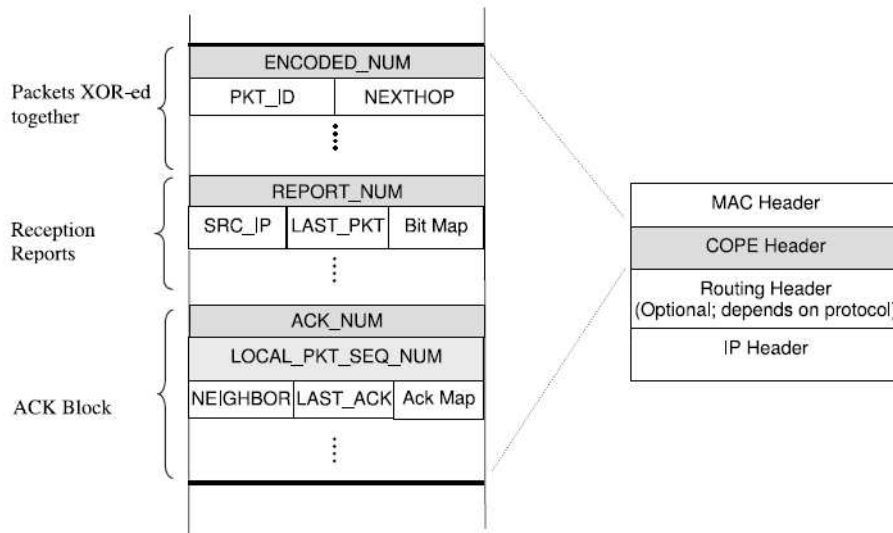 Packets XOR-ed
together
ENCODED_NUM
PKT_ID NEXTHOP
Reception
Reports
REPORT_NUM
SRC_IP LAST_PKT Bit Map
ACK Block
ACK_NUM
LOCAL_PKT_SEQ_NUM
NEIGHBOR LAST_ACK Ack Map
MAC Header
COPE Header
Routing Header
(Optional; depends on protocol)
IP Header